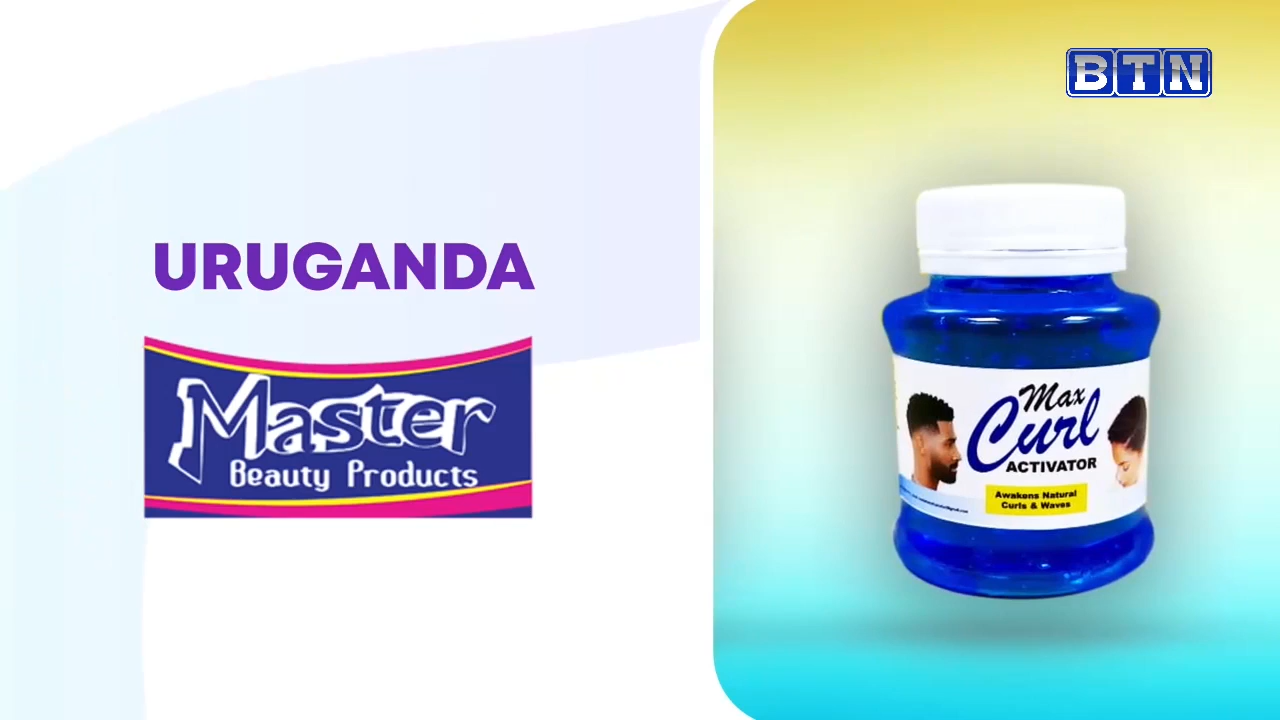 BTN
URUGANDA
Master
Beauty Products
Max
Curl
ACTIVATOR
Awakens Natural
Curls & Waves